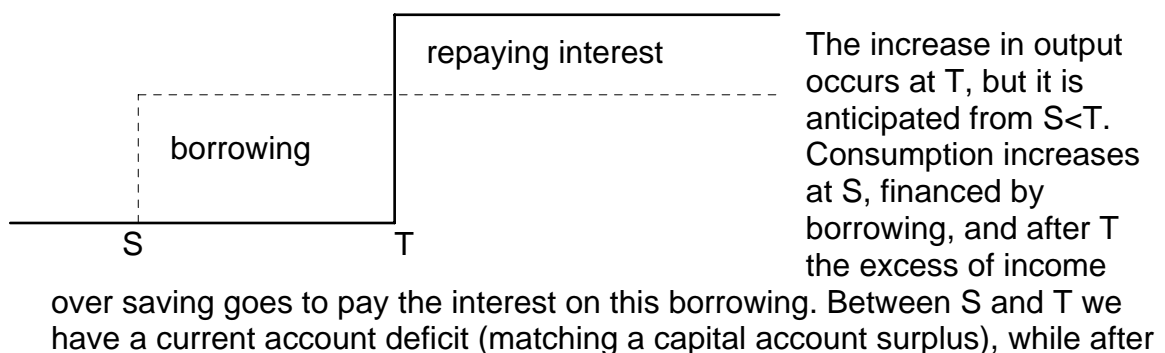 repaying interest
borrowing
S
T
The increase in output
occurs at T, but it is
anticipated from S<T.
Consumption increases
at S, financed by
borrowing, and after T
the excess of income
over saving goes to pay the interest on this borrowing. Between S and T we
have a current account deficit (matching a capital account surplus), while after